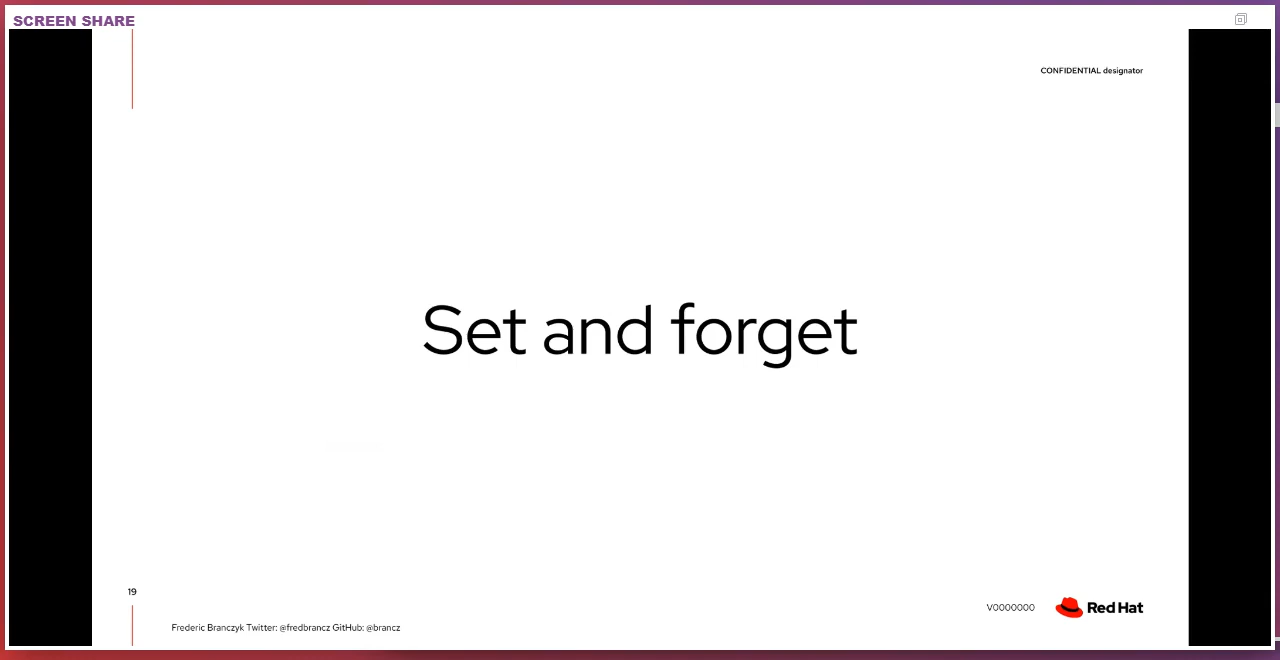 SCREEN SHARE
CONFIDENTIAL designator
Set and forget
19
V0000000
Red Hat
Frederic Branczyk Twitter: @fredbrancz GitHub: @brancz